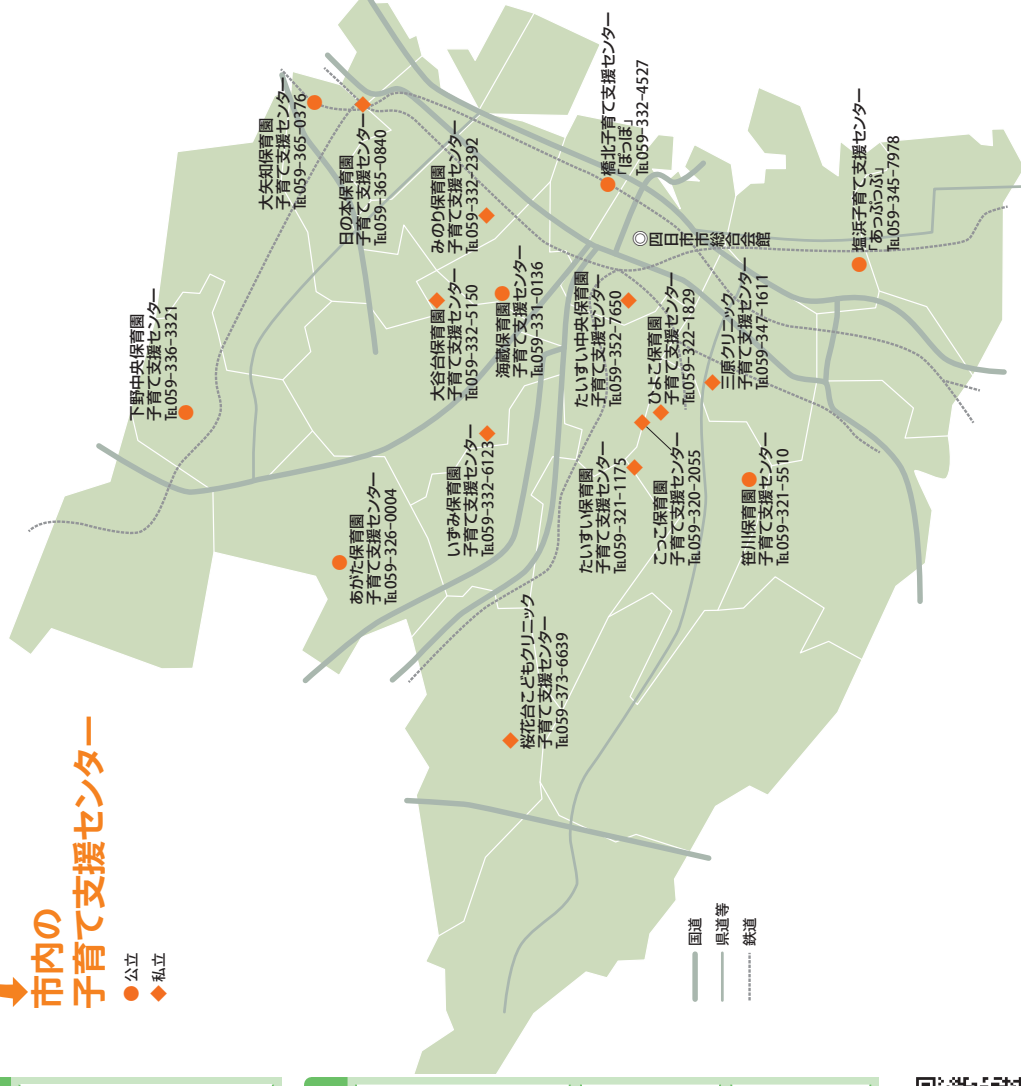 市内の
子育て支援センター
公立
私立
国道
県道等
鉄道
下野中央保育園
子育て支援センター
℡059-336-3321
大矢知保育園
子育て支援センター
℡059-365-0376
日の本保育園
子育て支援センター
℡059-365-0840
あがた保育園
子育て支援センター
℡059-326-0004
みのり保育園
子育て支援センター
℡059-332-2392
大谷台保育園
子育て支援センター
℡059-332-5150
いずみ保育園
子育て支援センター
℡059-332-6123
海蔵保育園
子育て支援センター
℡059-331-0136
桜花台こどもクリニック
子育て支援センター
℡059-373-6639
橋北子育て支援センター
「ぽっぽ」
℡059-332-4527
◎四日市市総合会館
たいすい中央保育園
子育て支援センター
℡059-352-7650
たいすい保育園
子育て支援センター
℡059-321-1175
ひよこ保育園
子育て支援センター
℡059-322-1829
こっこ保育園
子育て支援センター
℡059-320-2055
三原クリニック
子育て支援センター
℡059-347-1611
笹川保育園
子育て支援センター
℡059-321-5510
塩浜子育て支援センター
「あっぷっぷ」
℡059-345-7978